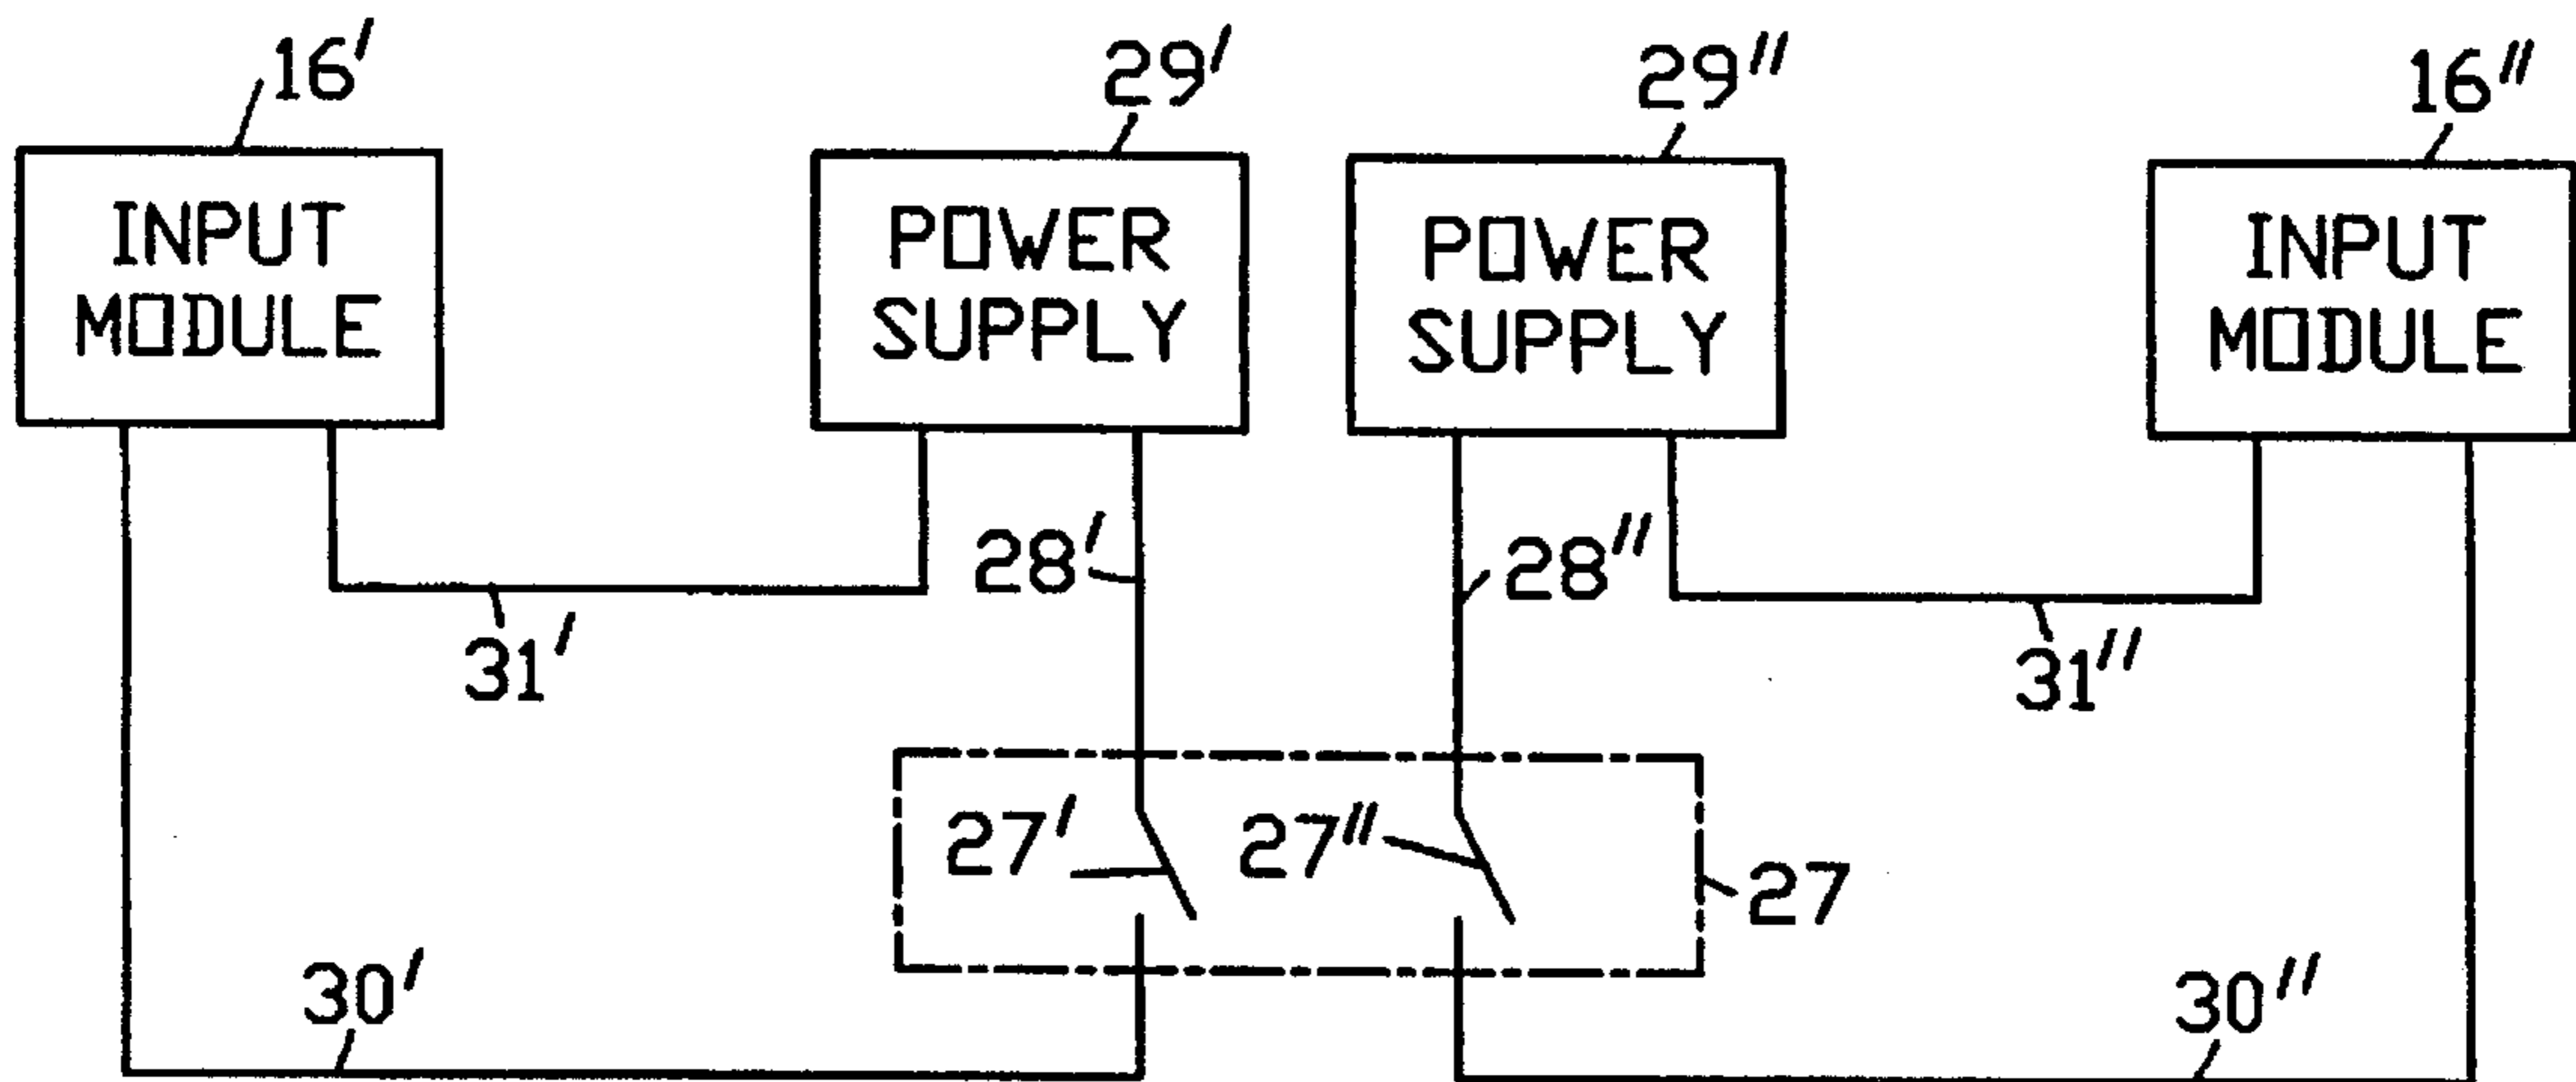 16′
29′
29″
16″
INPUT
MODULE
POWER
SUPPLY
POWER
SUPPLY
INPUT
MODULE
28′
28″
31′
31″
27′
27″
27
30′
30″